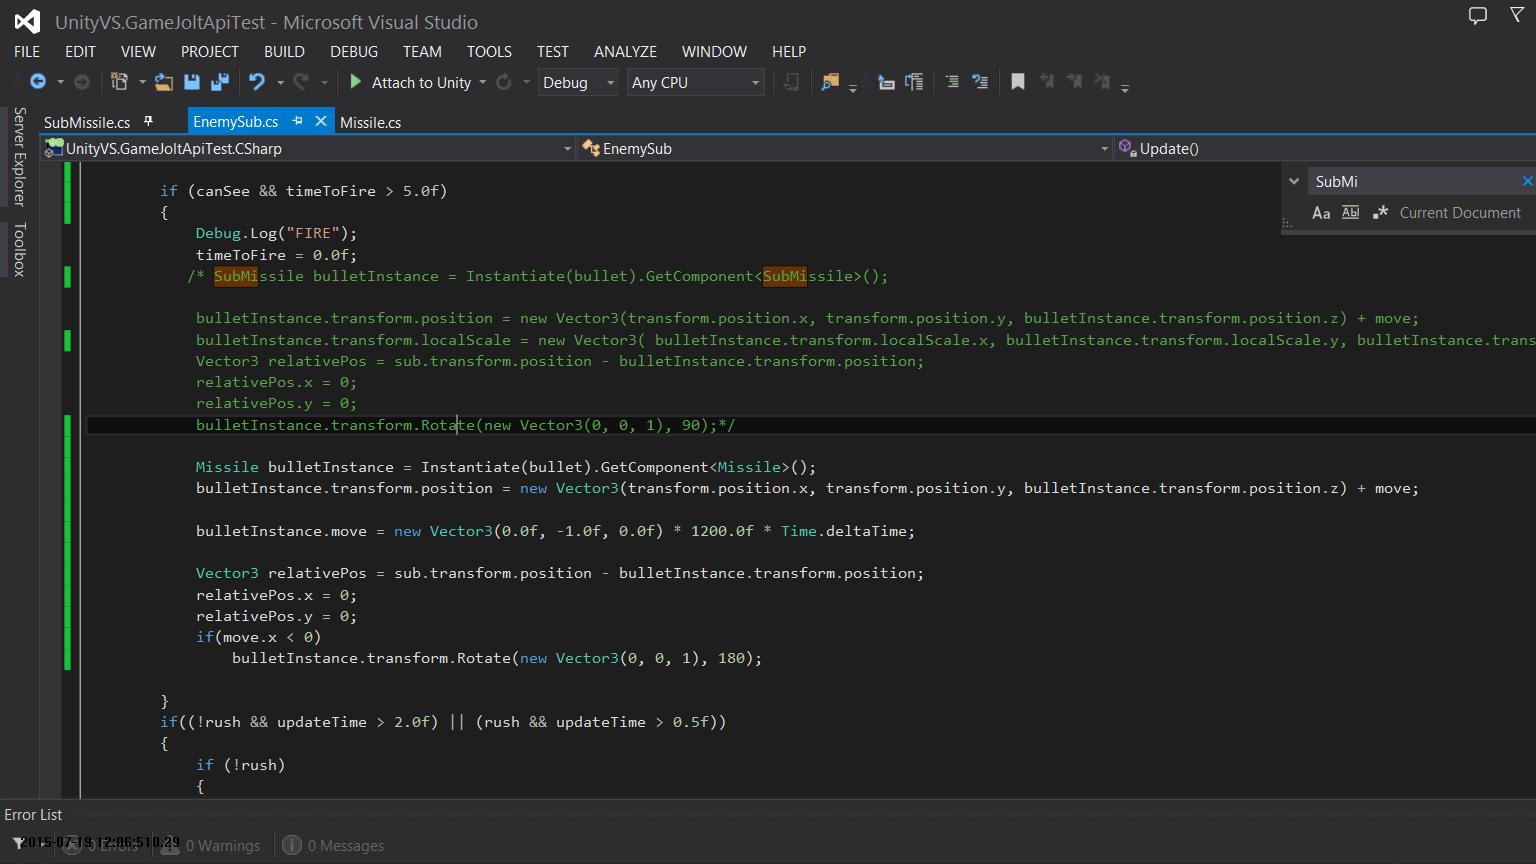 UnityVS.GameJoltApiTest - Microsoft Visual Studio
FILE EDIT VIEW PROJECT BUILD DEBUG TEAM TOOLS TEST ANALYZE WINDOW HELP
Attach to Unity Debug Any CPU
Server Explorer
Toolbox
SubMissile.cs EnemySub.cs Missile.cs
UnityVS.GameJoltApiTest.CSharp EnemySub Update()
SubMi
Aa Abl Current Document
if (canSee && timeToFire > 5.0f)
{
Debug.Log("FIRE");
timeToFire = 0.0f;
/* SubMissile bulletInstance = Instantiate(bullet).GetComponent<SubMissile>();
bulletInstance.transform.position = new Vector3(transform.position.x, transform.position.y, bulletInstance.transform.position.z) + move;
bulletInstance.transform.localScale = new Vector3( bulletInstance.transform.localScale.x, bulletInstance.transform.localScale.y, bulletInstance.trans
Vector3 relativePos = sub.transform.position - bulletInstance.transform.position;
relativePos.x = 0;
relativePos.y = 0;
bulletInstance.transform.Rotate(new Vector3(0, 0, 1), 90);*/
Missile bulletInstance = Instantiate(bullet).GetComponent<Missile>();
bulletInstance.transform.position = new Vector3(transform.position.x, transform.position.y, bulletInstance.transform.position.z) + move;
bulletInstance.move = new Vector3(0.0f, -1.0f, 0.0f) * 1200.0f * Time.deltaTime;
Vector3 relativePos = sub.transform.position - bulletInstance.transform.position;
relativePos.x = 0;
relativePos.y = 0;
if(move.x < 0)
bulletInstance.transform.Rotate(new Vector3(0, 0, 1), 180);
}
if((!rush && updateTime > 2.0f) || (rush && updateTime > 0.5f))
{
if (!rush)
{
Error List
2015-07-19 12:06:510.29
0 Errors 0 Warnings 0 Messages